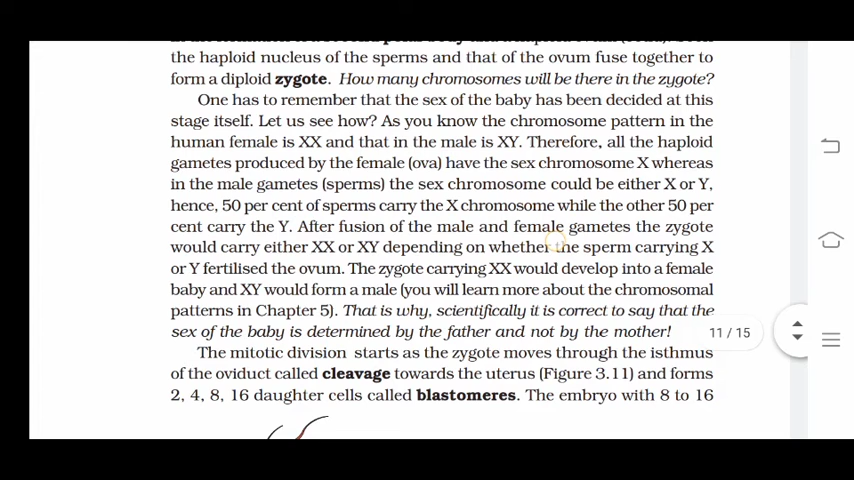 the haploid nucleus of the sperms and that of the ovum fuse together to
form a diploid zygote. How many chromosomes will be there in the zygote?
One has to remember that the sex of the baby has been decided at this
stage itself. Let us see how? As you know the chromosome pattern in the
human female is XX and that in the male is XY. Therefore, all the haploid
gametes produced by the female (ova) have the sex chromosome X whereas
in the male gametes (sperms) the sex chromosome could be either X or Y,
hence, 50 per cent of sperms carry the X chromosome while the other 50 per
cent carry the Y. After fusion of the male and female gametes the zygote
would carry either XX or XY depending on whether the sperm carrying X
or Y fertilised the ovum. The zygote carrying XX would develop into a female
baby and XY would form a male (you will learn more about the chromosomal
patterns in Chapter 5). That is why, scientifically it is correct to say that the
sex of the baby is determined by the father and not by the mother!
11 / 15
The mitotic division starts as the zygote moves through the isthmus
of the oviduct called cleavage towards the uterus (Figure 3.11) and forms
2, 4, 8, 16 daughter cells called blastomeres. The embryo with 8 to 16